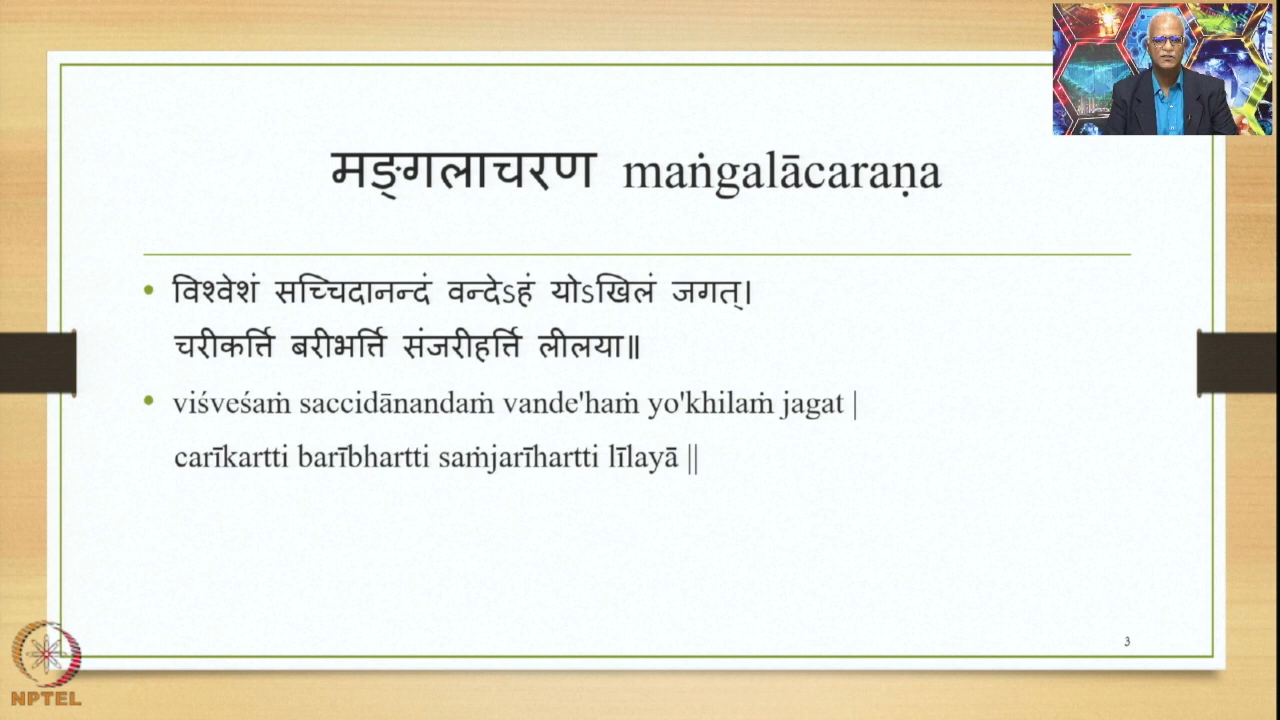 मङ्गलाचरण maṅgalācaraṇa
• विश्वेशं सच्चिदानन्दं वन्देऽहं योऽखिलं जगत्।
चरीकर्त्ति बरीभर्त्ति संजरीहर्त्ति लीलया॥
• viśveśaṁ saccidānandaṁ vande'haṁ yo'khilaṁ jagat |
carīkartti barībhartti saṁjarīhartti līlayā ||
3
NPTEL